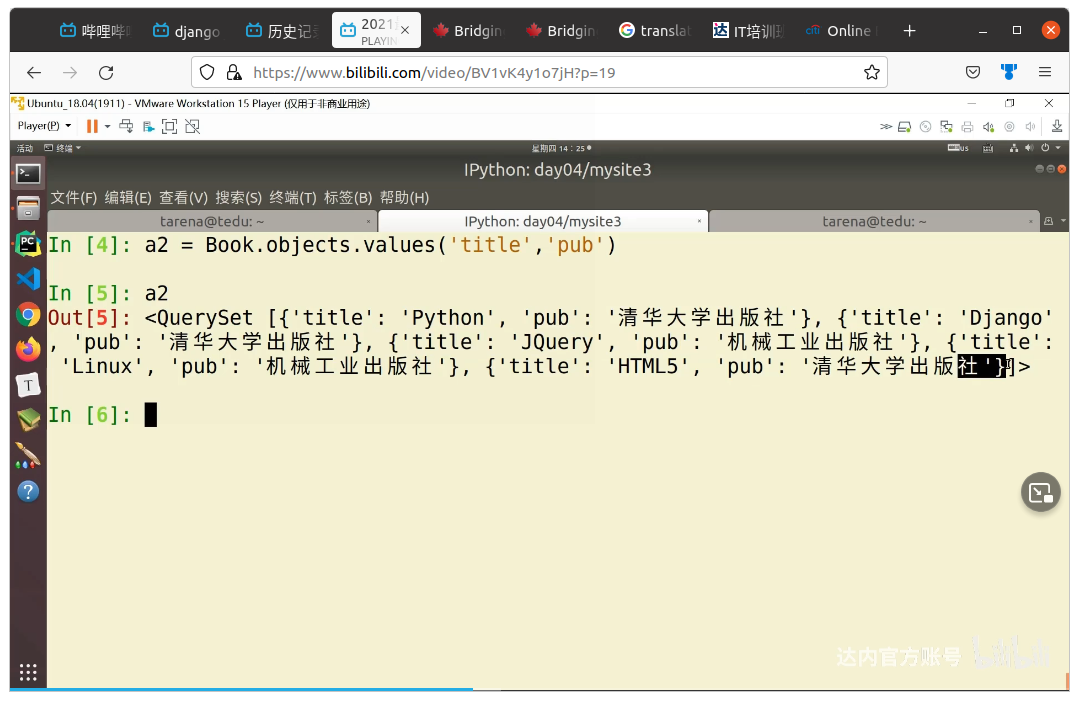 哔哩哔 djang 历史记 2021 Bridgin Bridgin translat IT培训班 Online
PLAYIN
https://www.bilibili.com/video/BV1vK4y1o7jH?p=19
Ubuntu_18.04(1911) - VMware Workstation 15 Player (仅用于非商业用途)
Player(P)
活动 终端 星期四 14：25
IPython: day04/mysite3
文件(F) 编辑(E) 查看(V) 搜索(S) 终端(T) 标签(B) 帮助(H)
tarena@tedu: ~ IPython: day04/mysite3 tarena@tedu: ~
In [4]: a2 = Book.objects.values('title','pub')
In [5]: a2
Out[5]: <QuerySet [{'title': 'Python', 'pub': '清华大学出版社'}, {'title': 'Django'
, 'pub': '清华大学出版社'}, {'title': 'JQuery', 'pub': '机械工业出版社'}, {'title':
'Linux', 'pub': '机械工业出版社'}, {'title': 'HTML5', 'pub': '清华大学出版社'}]>
In [6]:
达内官方账号